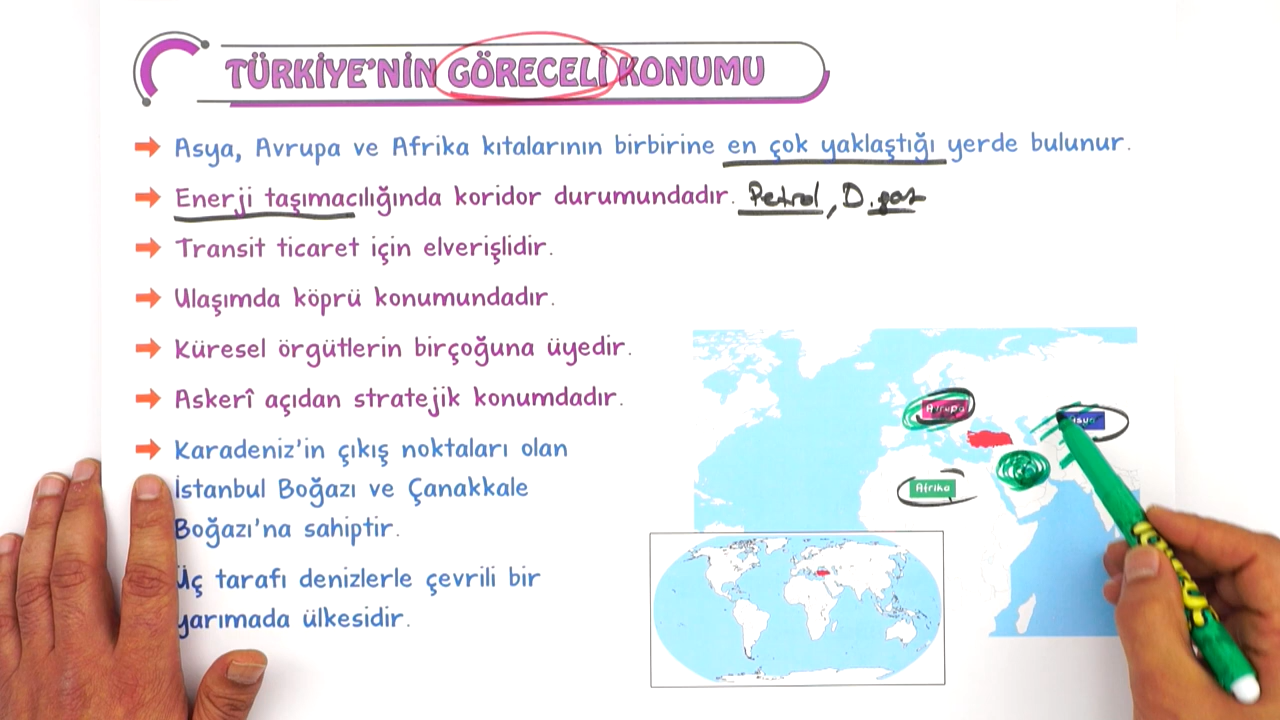 TÜRKİYE'NİN GÖRECELİ KONUMU
Asya, Avrupa ve Afrika kıtalarının birbirine en çok yaklaştığı yerde bulunur.
Enerji taşımacılığında koridor durumundadır. Petrol, D.gaz
Transit ticaret için elverişlidir.
Ulaşımda köprü konumundadır.
Küresel örgütlerin birçoğuna üyedir.
Askerî açıdan stratejik konumdadır.
Karadeniz'in çıkış noktaları olan
İstanbul Boğazı ve Çanakkale
Boğazı'na sahiptir.
Üç tarafı denizlerle çevrili bir
yarımada ülkesidir.
Avrupa
Afrika